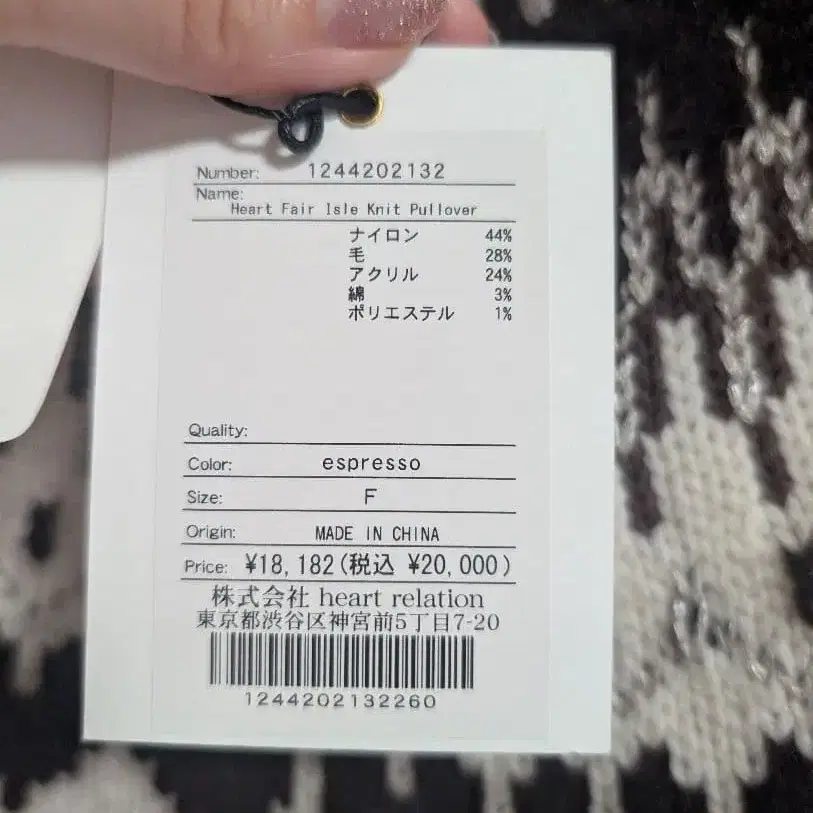 Number: 1244202132
Name:
Heart Fair Isle Knit Pullover
ナイロン 44%
毛 28%
アクリル 24%
綿 3%
ポリエステル 1%
Quality:
Color: espresso
Size: F
Origin: MADE IN CHINA
Price: ¥18,182(税込 ¥20,000)
株式会社 heart relation
東京都渋谷区神宮前5丁目7-20
1244202132260